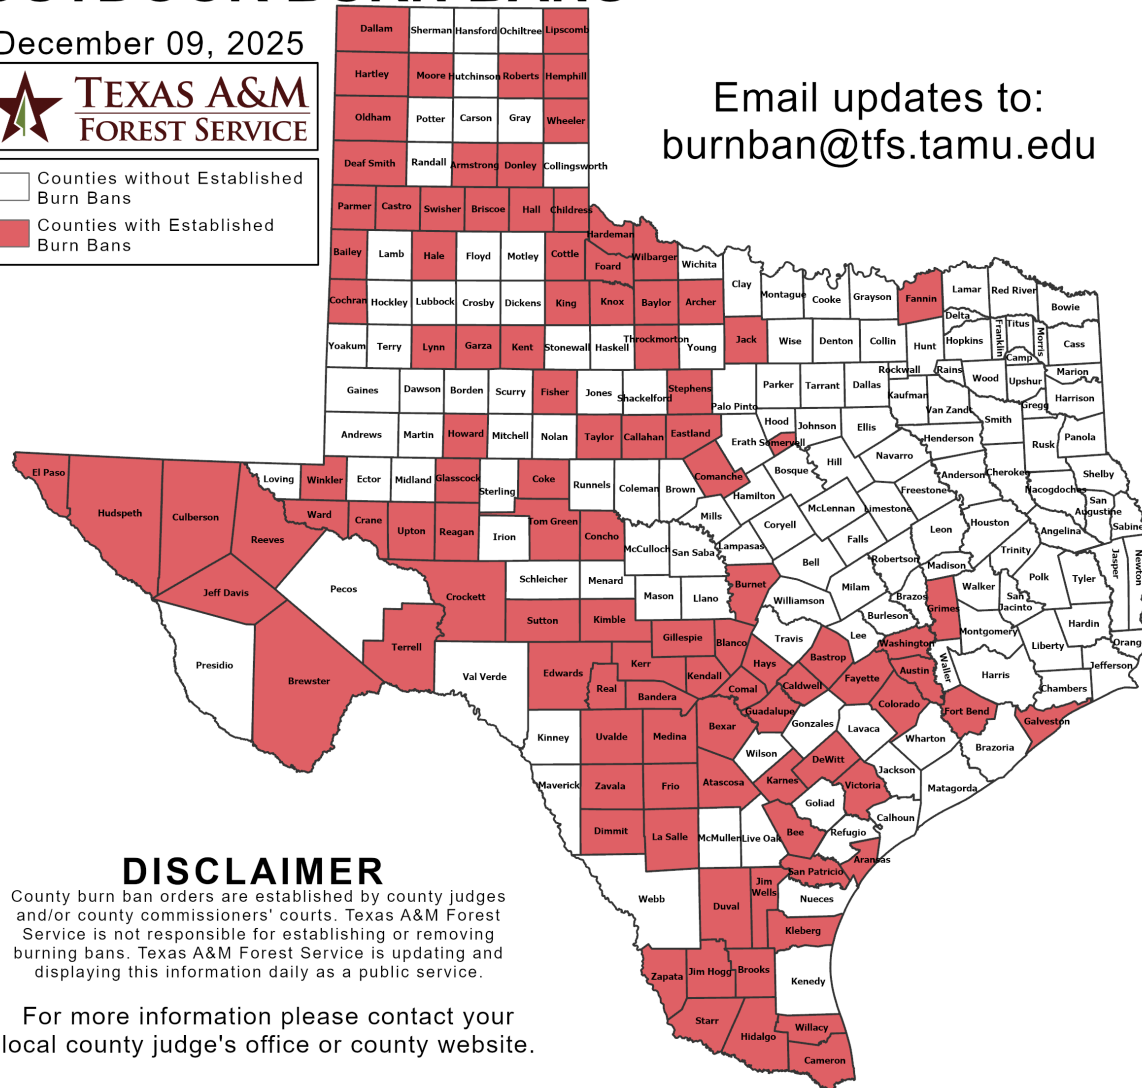 OUTDOOR BURN BANS
December 09, 2025
TEXAS A&M
FOREST SERVICE
Counties without Established
Burn Bans
Counties with Established
Burn Bans
Email updates to:
burnban@tfs.tamu.edu
Dallam Sherman Hansford Ochiltree Lipscomb
Hartley Moore Hutchinson Roberts Hemphill
Oldham Potter Carson Gray Wheeler
Deaf Smith Randall Armstrong Donley Collingsworth
Parmer Castro Swisher Briscoe Hall Childress
Hardeman
Bailey Lamb Hale Floyd Motley Cottle Foard Wilbarger Wichita
Clay Montague Cooke Grayson Fannin Lamar Red River Bowie
Cochran Hockley Lubbock Crosby Dickens King Knox Baylor Archer
Delta Titus Franklin Morris
Yoakum Terry Lynn Garza Kent Stonewall Haskell Throckmorton Young Jack Wise Denton Collin Hunt Hopkins Camp Cass
Rockwall Rains Marion
Gaines Dawson Borden Scurry Fisher Jones Shackelford Stephens Palo Pinto Parker Tarrant Dallas Kaufman Van Zandt Wood Upshur Gregg Harrison
Andrews Martin Howard Mitchell Nolan Taylor Callahan Eastland Erath Hood Somervell Johnson Ellis Henderson Smith Rusk Panola
El Paso Loving Winkler Ector Midland Glasscock Sterling Coke Runnels Coleman Brown Comanche Hamilton Bosque Hill Navarro Freestone Anderson Cherokee Nacogdoches Shelby
San
Augustine
Sabine
Hudspeth Culberson Reeves Ward Crane Upton Reagan Irion Tom Green Concho McCulloch San Saba Mills Lampasas Coryell McLennan Limestone Falls Leon Houston Angelina
Jasper Newton
Trinity Polk Tyler
Jeff Davis Pecos Crockett Schleicher Menard Mason Llano Burnet Bell Milam Robertson Madison Brazos Grimes Walker
San
Jacinto
Hardin
Presidio Brewster Terrell Sutton Kimble Gillespie Blanco Williamson Travis Lee Burleson Washington Montgomery Liberty Orange
Val Verde Edwards Kerr Real Bandera Kendall Comal Hays Caldwell Bastrop Fayette Austin Waller Harris Jefferson
Chambers
Kinney Uvalde Medina Bexar Guadalupe Gonzales Lavaca Colorado Wharton Fort Bend Brazoria Galveston
Maverick Zavala Frio Atascosa Wilson Karnes DeWitt Victoria Jackson Matagorda
Dimmit La Salle McMullen Live Oak Bee Goliad Refugio Calhoun
Aransas
San Patricio
Webb Duval
Jim
Wells
Nueces
Kleberg
Zapata Jim Hogg Brooks Kenedy
Starr Hidalgo Willacy
Cameron
DISCLAIMER
County burn ban orders are established by county judges
and/or county commissioners' courts. Texas A&M Forest
Service is not responsible for establishing or removing
burning bans. Texas A&M Forest Service is updating and
displaying this information daily as a public service.
For more information please contact your
local county judge's office or county website.